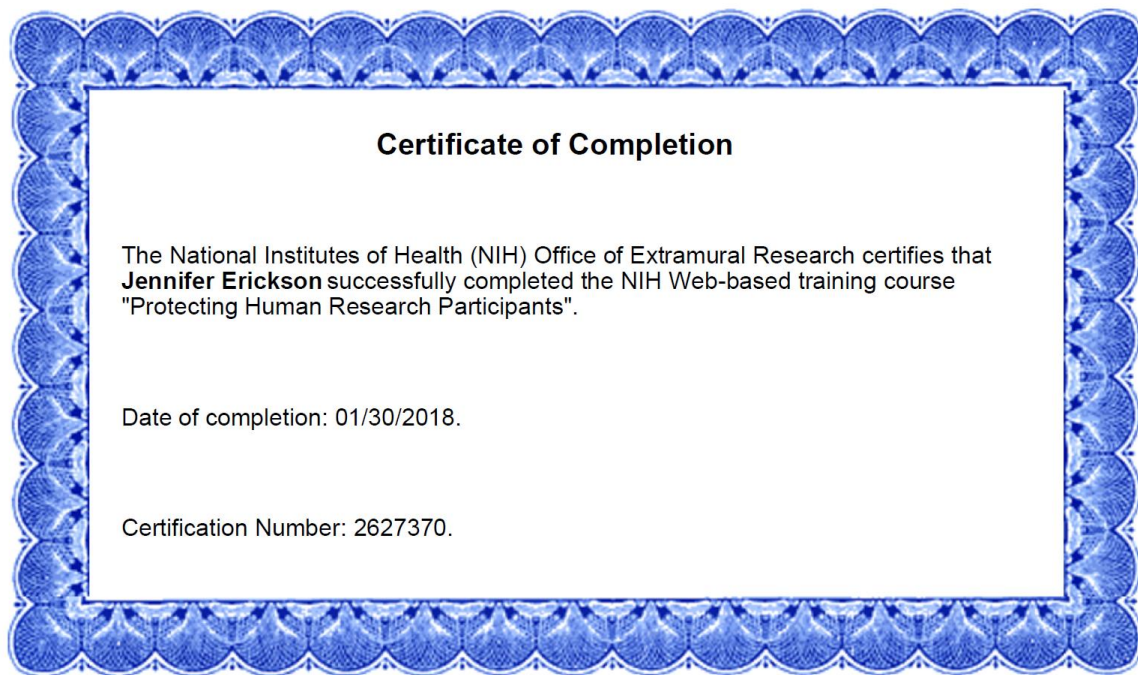 Certificate of Completion
The National Institutes of Health (NIH) Office of Extramural Research certifies that
Jennifer Erickson successfully completed the NIH Web-based training course
"Protecting Human Research Participants".
Date of completion: 01/30/2018.
Certification Number: 2627370.